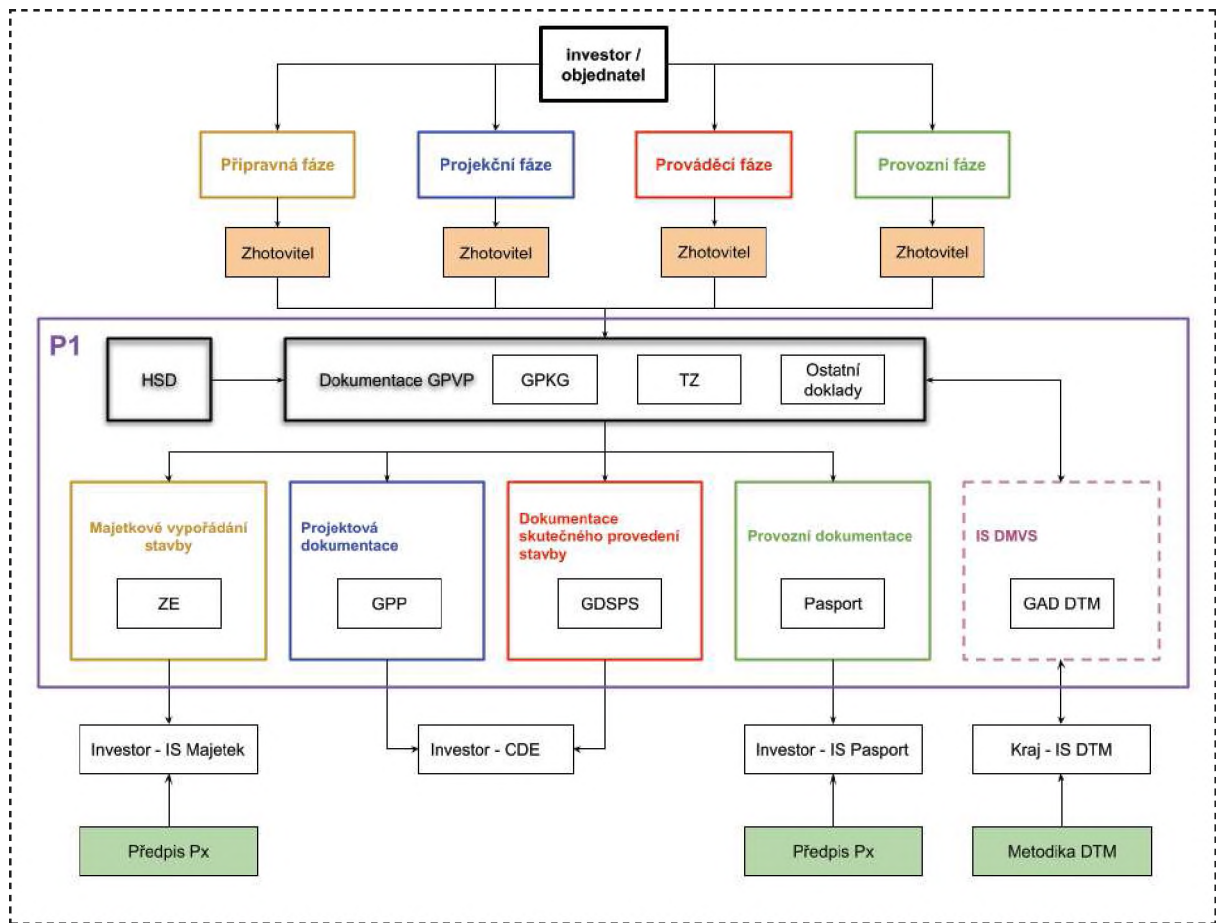 investor /
objednatel
Přípravná fáze
Projekční fáze
Prováděcí fáze
Provozní fáze
Zhotovitel
Zhotovitel
Zhotovitel
Zhotovitel
P1
HSD
Dokumentace GPVP
GPKG
TZ
Ostatní
doklady
Majetkové vypořádání
stavby
ZE
Projektová
dokumentace
GPP
Dokumentace
skutečného provedení
stavby
GDSPS
Provozní dokumentace
Pasport
IS DMVS
GAD DTM
Investor - IS Majetek
Investor - CDE
Investor - IS Pasport
Kraj - IS DTM
Předpis Px
Předpis Px
Metodika DTM